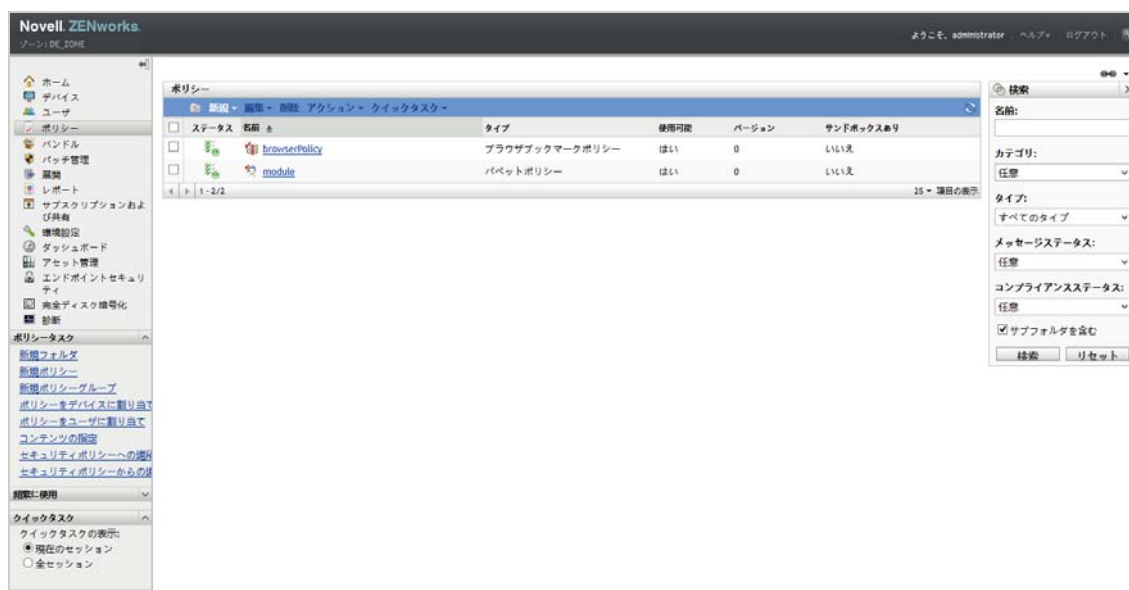 Novell. ZENworks.
ゾーン: DE_ZONE
ようこそ、administrator ヘルプ ログアウト
ホーム
デバイス
ユーザ
ポリシー
バンドル
パッチ管理
展開
レポート
サブスクリプションおよ
び共有
環境設定
ダッシュボード
アセット管理
エンドポイントセキュリ
ティ
完全ディスク暗号化
診断
ポリシータスク
新規フォルダ
新規ポリシー
新規ポリシーグループ
ポリシーをデバイスに割り当て
ポリシーをユーザに割り当て
コンテンツの指定
セキュリティポリシーへの
セキュリティポリシーからの
頻繁に使用
クイックタスク
クイックタスクの表示:
現在のセッション
全セッション
ポリシー
新規 編集 削除 アクション クイックタスク
ステータス 名前 タイプ 使用可能 バージョン サンドボックスあり
browserPolicy ブラウザブックマークポリシー はい 0 いいえ
module パペットポリシー はい 0 いいえ
1 - 2/2 25 項目の表示
検索
名前:
カテゴリ:
任意
タイプ:
すべてのタイプ
メッセージステータス:
任意
コンプライアンスステータス:
任意
サブフォルダを含む
検索 リセット